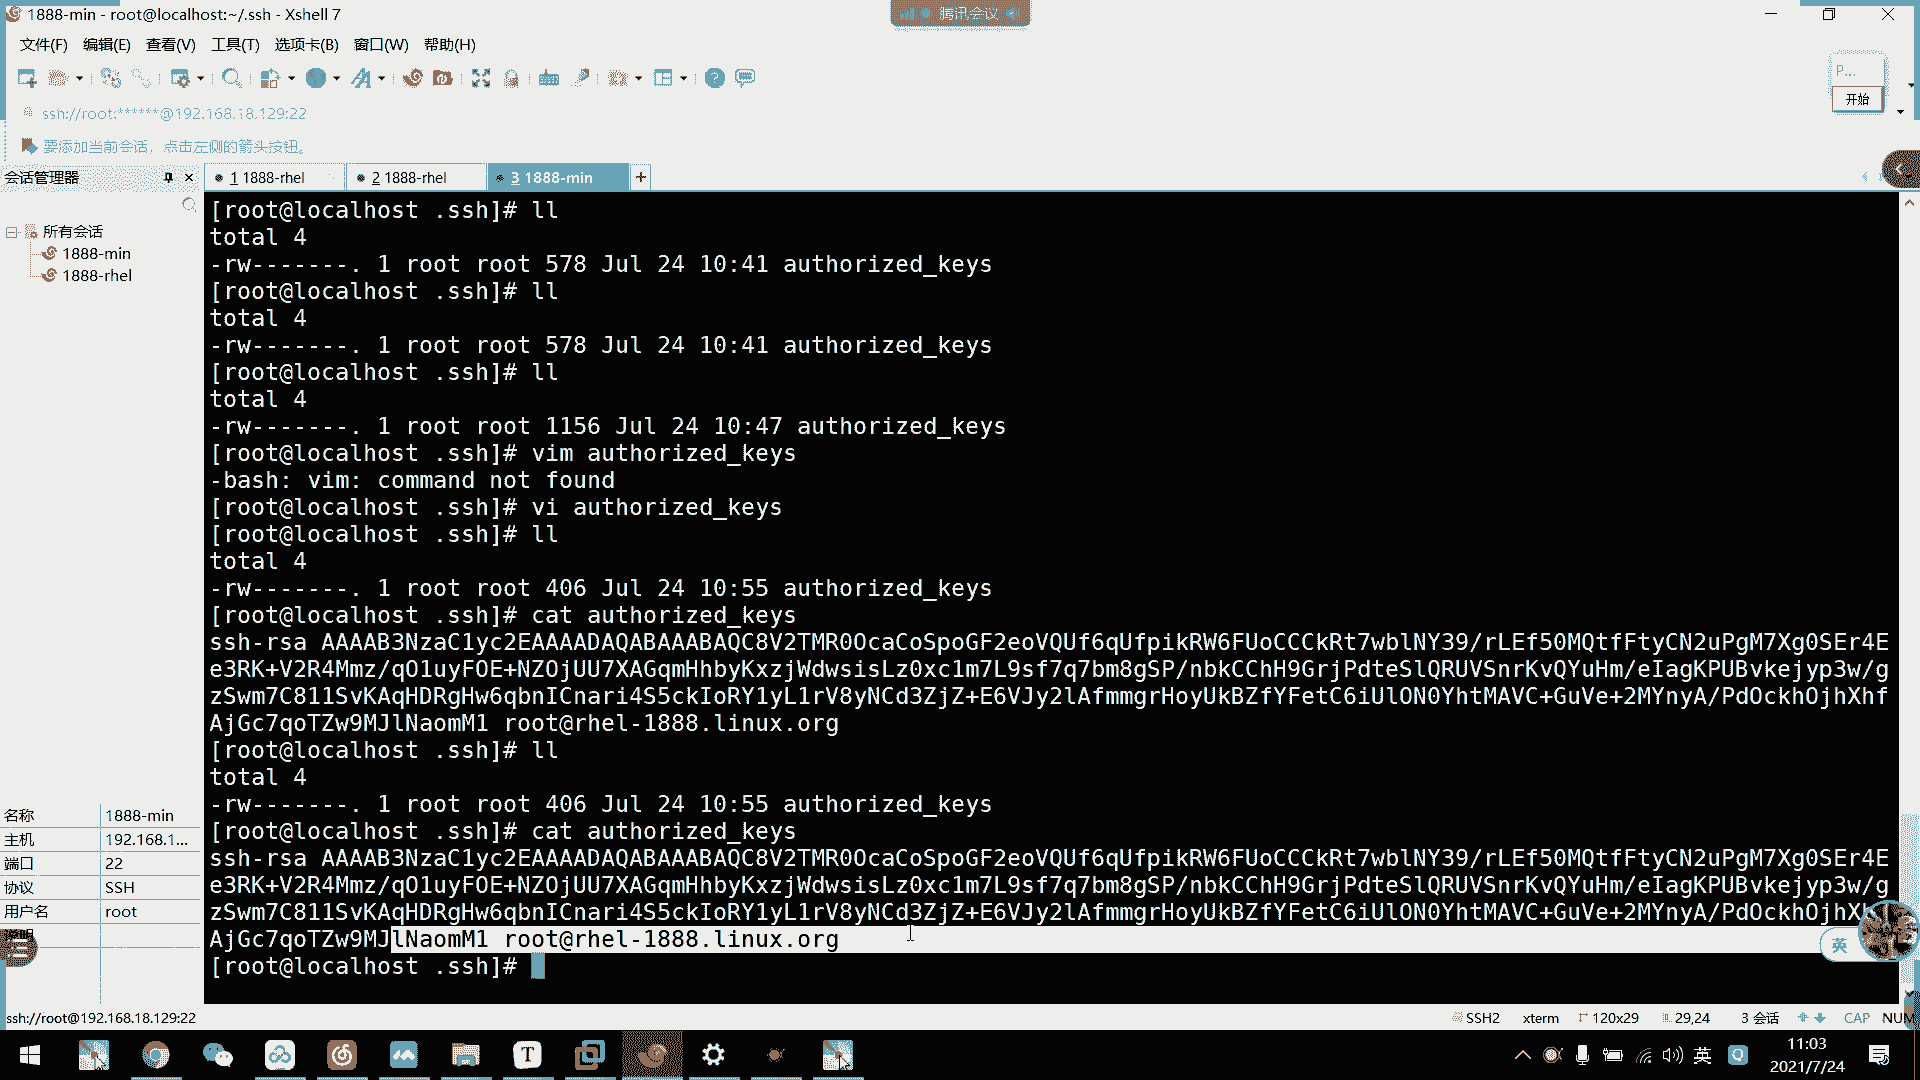 1888-min - root@localhost:~/.ssh - Xshell 7
腾讯会议
文件(F) 编辑(E) 查看(V) 工具(T) 选项卡(B) 窗口(W) 帮助(H)
P...
开始
ssh://root:******@192.168.18.129:22
要添加当前会话，点击左侧的箭头按钮。
会话管理器
1 1888-rhel
2 1888-rhel
3 1888-min
所有会话
1888-min
1888-rhel
[root@localhost .ssh]# ll
total 4
-rw-------. 1 root root 578 Jul 24 10:41 authorized_keys
[root@localhost .ssh]# ll
total 4
-rw-------. 1 root root 578 Jul 24 10:41 authorized_keys
[root@localhost .ssh]# ll
total 4
-rw-------. 1 root root 1156 Jul 24 10:47 authorized_keys
[root@localhost .ssh]# vim authorized_keys
-bash: vim: command not found
[root@localhost .ssh]# vi authorized_keys
[root@localhost .ssh]# ll
total 4
-rw-------. 1 root root 406 Jul 24 10:55 authorized_keys
[root@localhost .ssh]# cat authorized_keys
ssh-rsa AAAAB3NzaC1yc2EAAAADAQABAAABAQC8V2TMR0OcaCoSpoGF2eoVQUf6qUfpikRW6FUoCCCkRt7wblNY39/rLEf50MQtfFtyCN2uPgM7Xg0SEr4E
e3RK+V2R4Mmz/qO1uyFOE+NZOjUU7XAGqmHhbyKxzjWdwsisLz0xc1m7L9sf7q7bm8gSP/nbkCChH9GrjPdteSlQRUVSnrKvQYuHm/eIagKPUBvkejyp3w/g
zSwm7C811SvKAqHDRgHw6qbnICnari4S5ckIoRY1yL1rV8yNCd3ZjZ+E6VJy2lAfmmgrHoyUkBZfYFetC6iUlON0YhtMAVC+GuVe+2MYnyA/PdOckhOjhXhf
AjGc7qoTZw9MJlNaomM1 root@rhel-1888.linux.org
[root@localhost .ssh]# ll
total 4
-rw-------. 1 root root 406 Jul 24 10:55 authorized_keys
[root@localhost .ssh]# cat authorized_keys
ssh-rsa AAAAB3NzaC1yc2EAAAADAQABAAABAQC8V2TMR0OcaCoSpoGF2eoVQUf6qUfpikRW6FUoCCCkRt7wblNY39/rLEf50MQtfFtyCN2uPgM7Xg0SEr4E
e3RK+V2R4Mmz/qO1uyFOE+NZOjUU7XAGqmHhbyKxzjWdwsisLz0xc1m7L9sf7q7bm8gSP/nbkCChH9GrjPdteSlQRUVSnrKvQYuHm/eIagKPUBvkejyp3w/g
zSwm7C811SvKAqHDRgHw6qbnICnari4S5ckIoRY1yL1rV8yNCd3ZjZ+E6VJy2lAfmmgrHoyUkBZfYFetC6iUlON0YhtMAVC+GuVe+2MYnyA/PdOckhOjhX
AjGc7qoTZw9MJlNaomM1 root@rhel-1888.linux.org
[root@localhost .ssh]#
名称 1888-min
主机 192.168.1...
端口 22
协议 SSH
用户名 root
说明
英
ssh://root@192.168.18.129:22
SSH2 xterm 120x29 29,24 3 会话 CAP NUM
英
11:03
2021/7/24